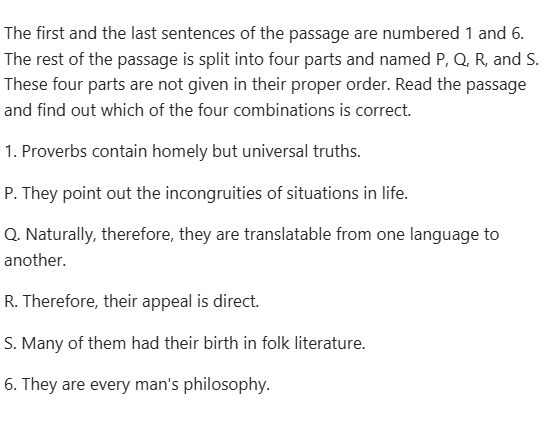 The first and the last sentences of the passage are numbered 1 and 6.
The rest of the passage is split into four parts and named P, Q, R, and S.
These four parts are not given in their proper order. Read the passage
and find out which of the four combinations is correct.
1. Proverbs contain homely but universal truths.
P. They point out the incongruities of situations in life.
Q. Naturally, therefore, they are translatable from one language to
another.
R. Therefore, their appeal is direct.
S. Many of them had their birth in folk literature.
6. They are every man's philosophy.